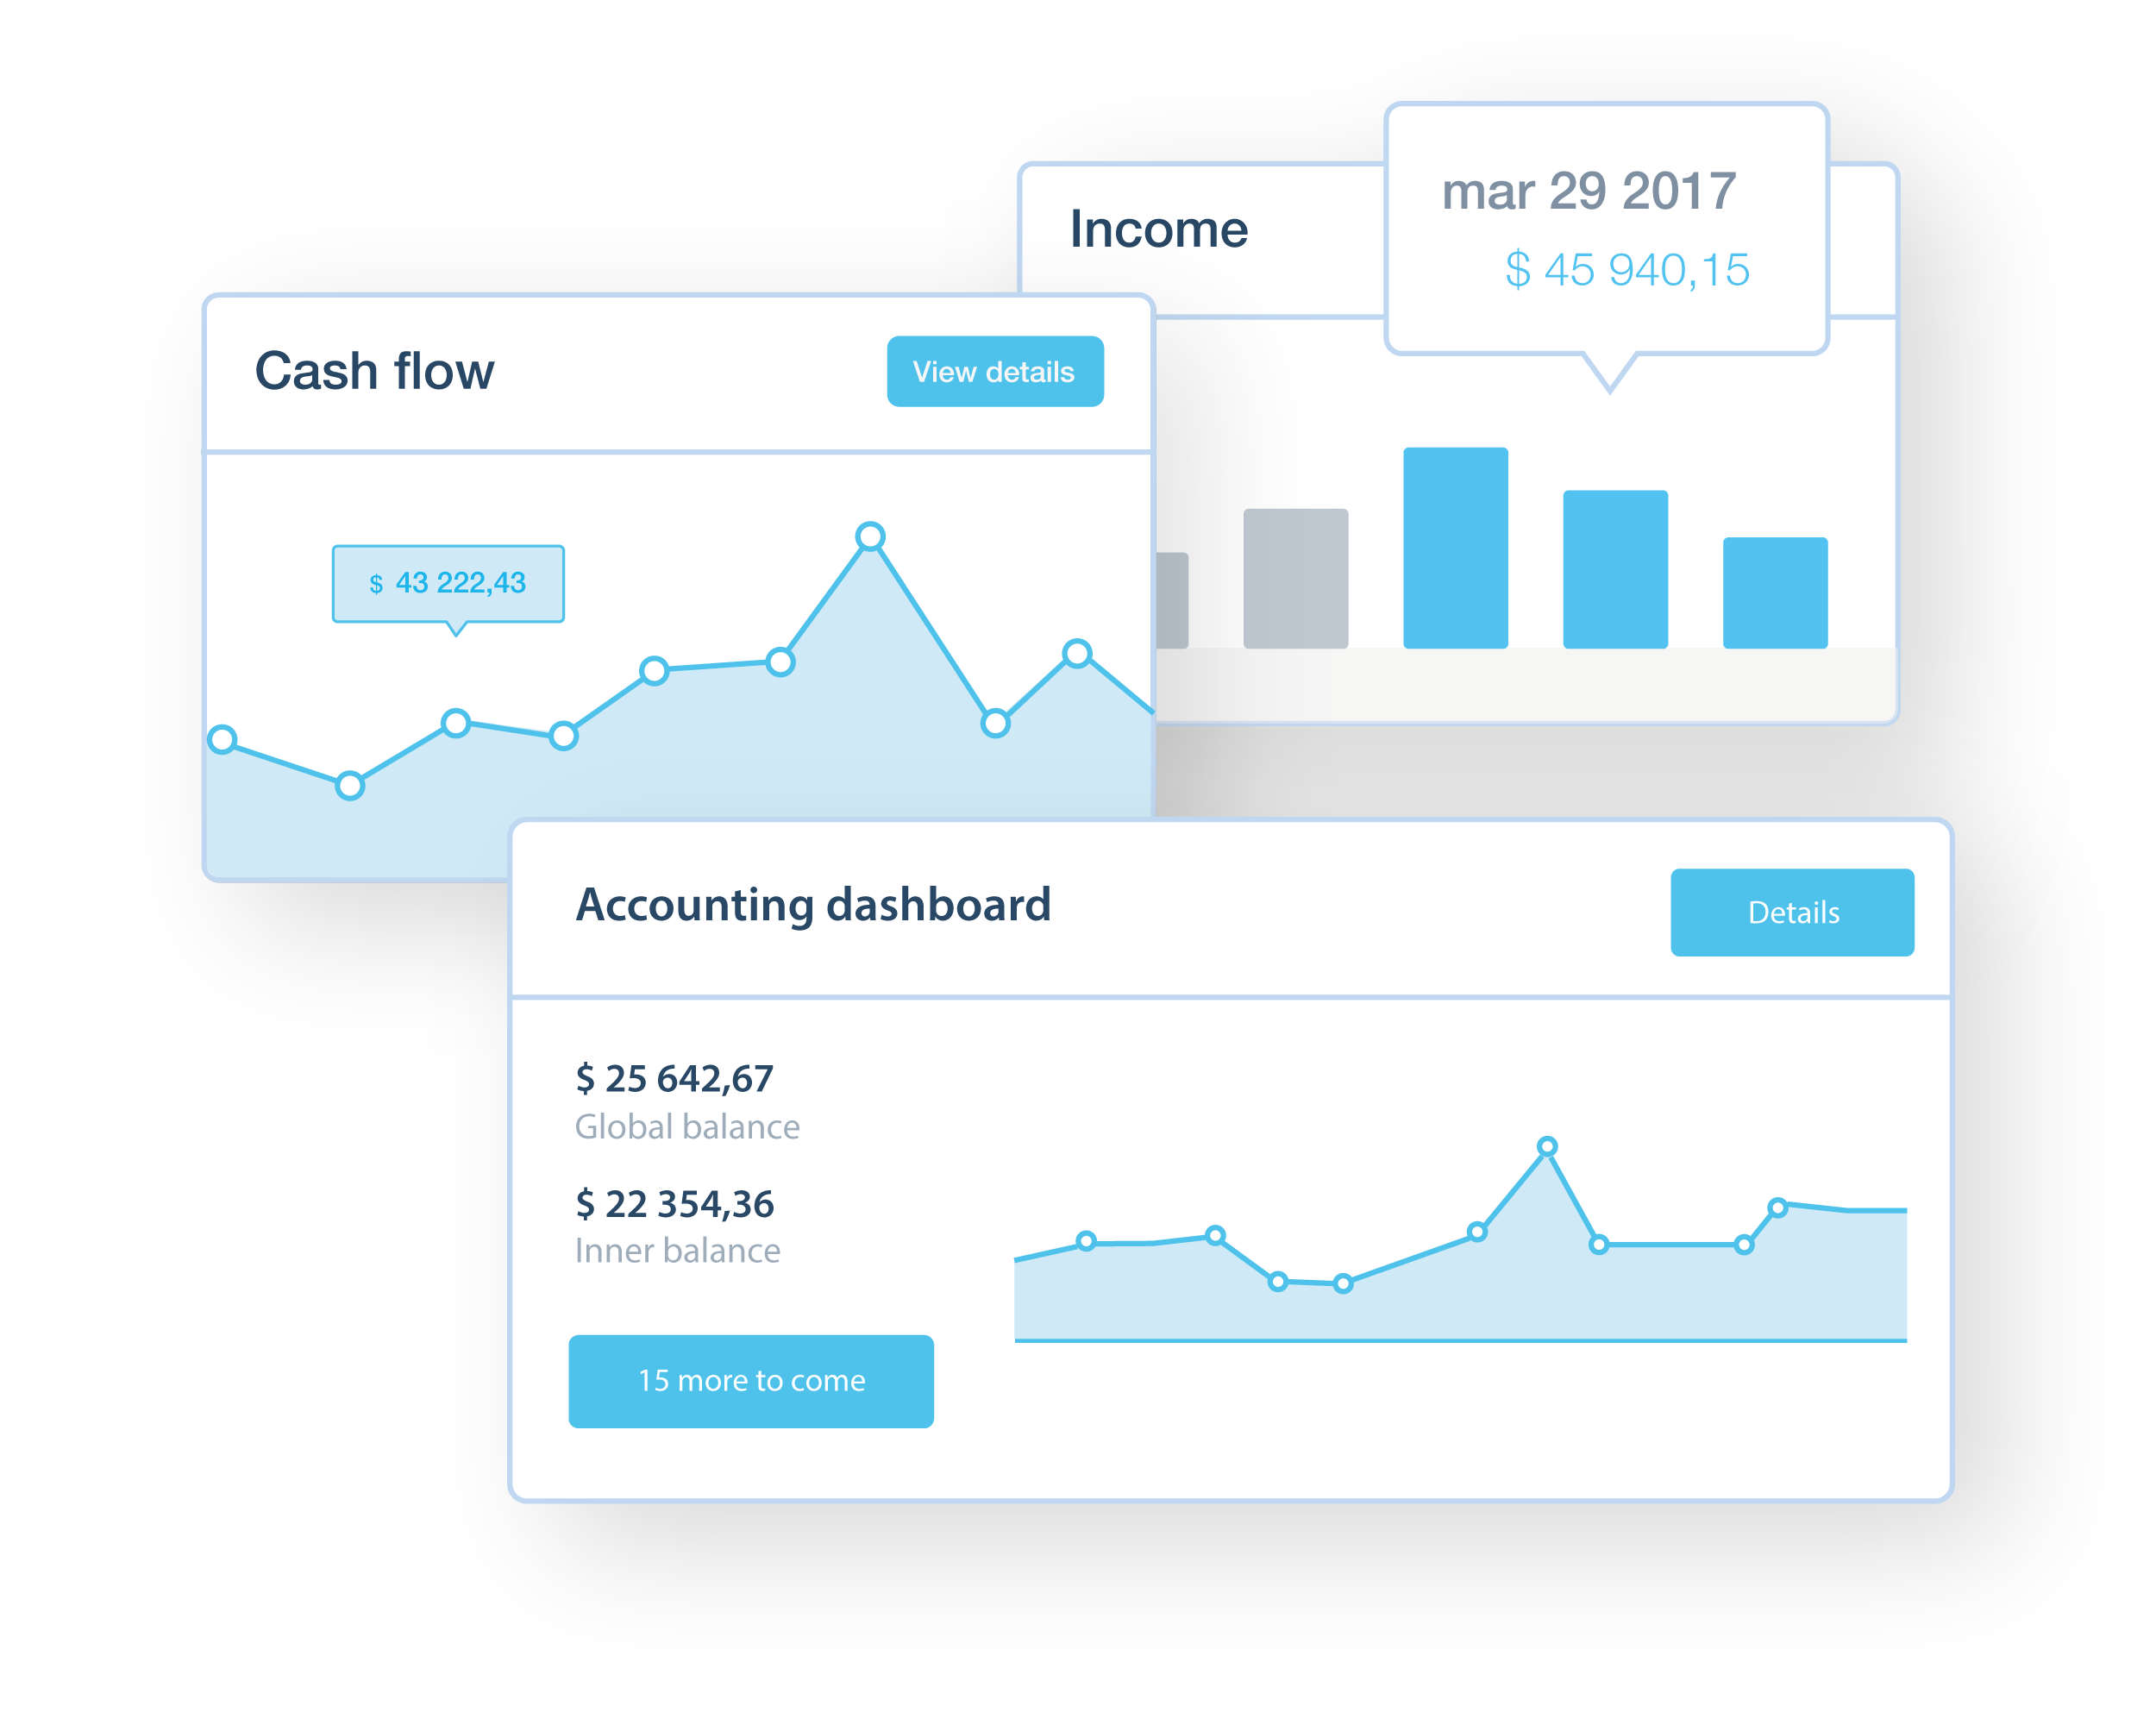 mar 29 2017
$ 45 940,15
Income
Cash flow
View details
$ 43 222,43
Accounting dashboard
Details
$ 25 642,67
Global balance
$ 22 354,36
Inner balance
15 more to come